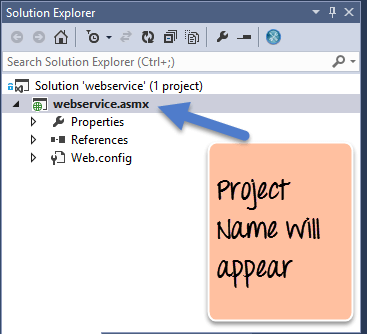 Solution Explorer
Search Solution Explorer (Ctrl+;)
Solution 'webservice' (1 project)
webservice.asmx
Properties
References
Web.config
Project
Name will
appear